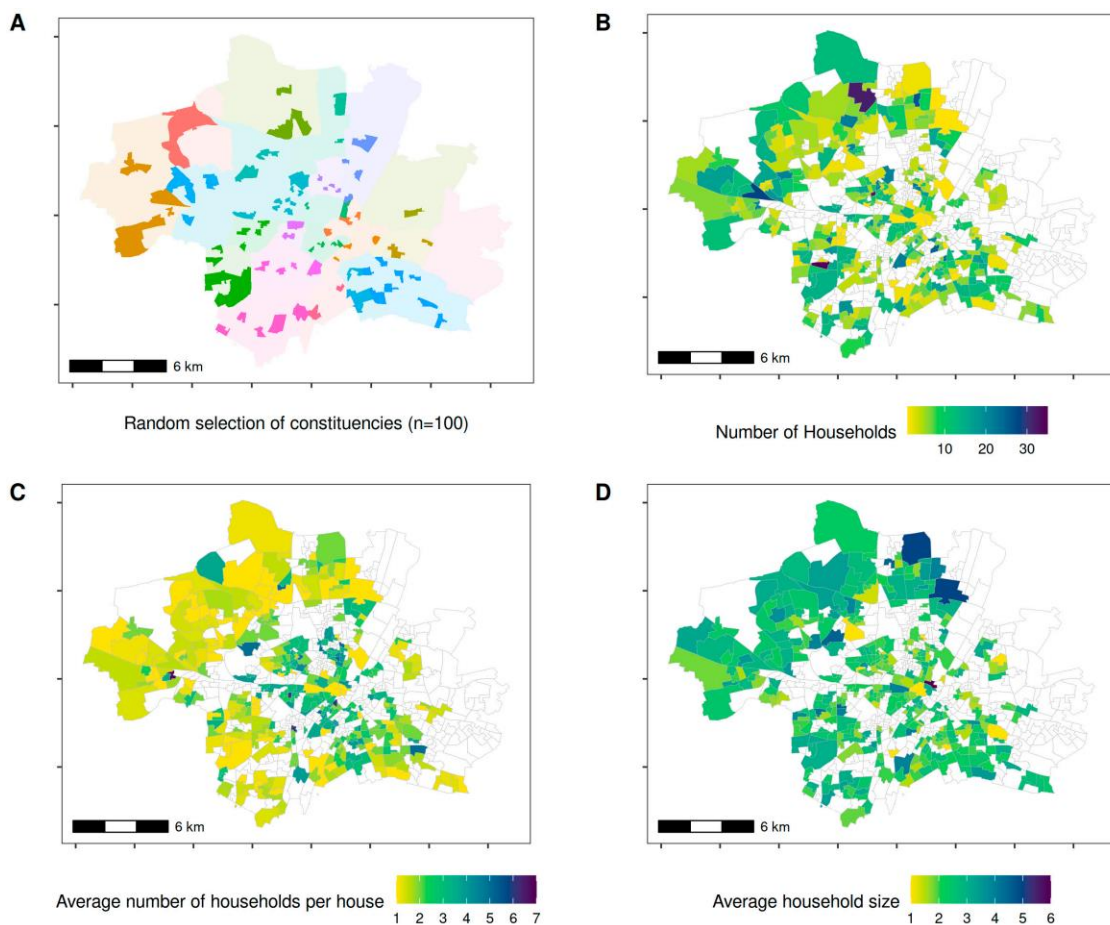 A
6 km
Random selection of constituencies (n=100)
B
6 km
Number of Households
10 20 30
C
6 km
Average number of households per house
1 2 3 4 5 6 7
D
6 km
Average household size
1 2 3 4 5 6